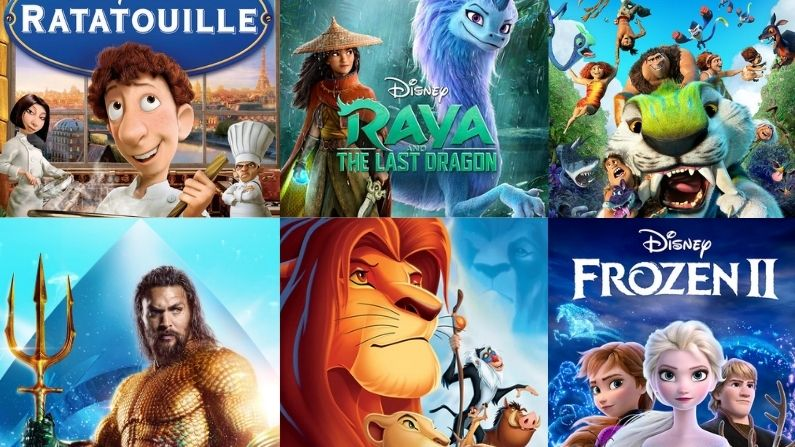 RATATOUILLE
DISNEY
RAYA
AND
THE LAST DRAGON
DISNEY
FROZEN II